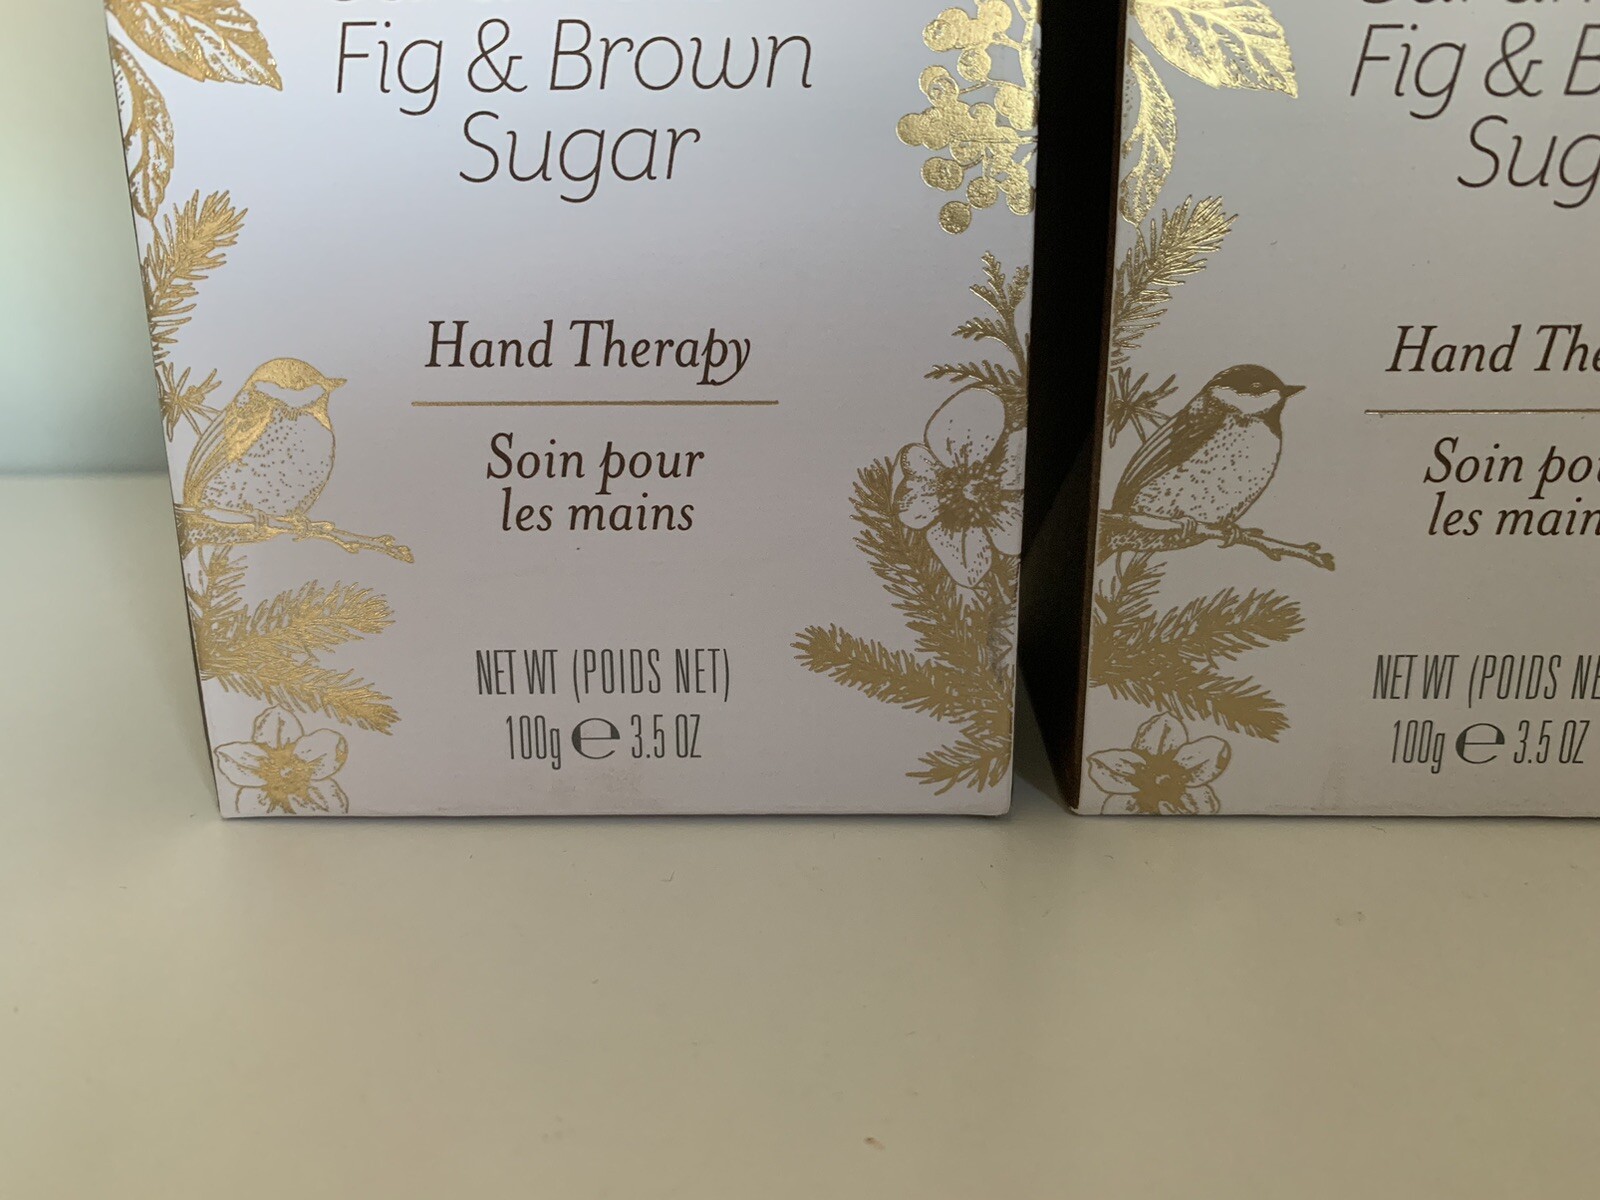 Fig & Brown
Sugar
Hand Therapy
Soin pour
les mains
NET WT (POIDS NET)
100g ℮ 3.5 OZ
Fig & B
Sug
Hand The
Soin pou
les main
NET WT (POIDS NE
100g ℮ 3.5 OZ